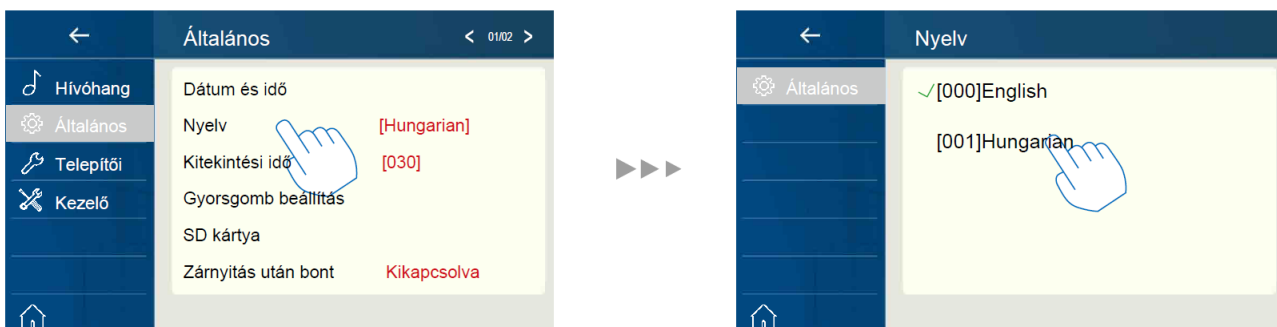 Általános
< 01/02 >
Hívóhang
Általános
Telepítői
Kezelő
Dátum és idő
Nyelv [Hungarian]
Kitekintési idő [030]
Gyorsgomb beállítás
SD kártya
Zárnyitás után bont Kikapcsolva
Nyelv
Általános
[000]English
[001]Hungarian